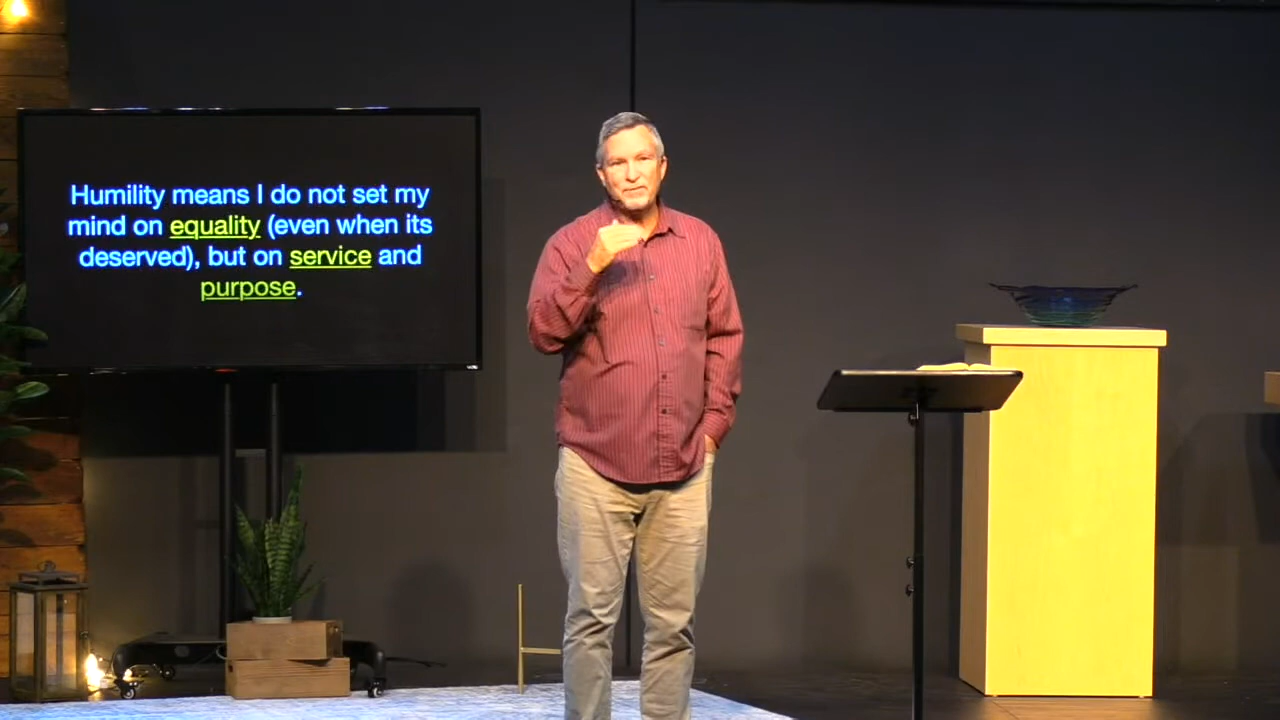 Humility means I do not set my
mind on equality (even when its
deserved), but on service and
purpose.